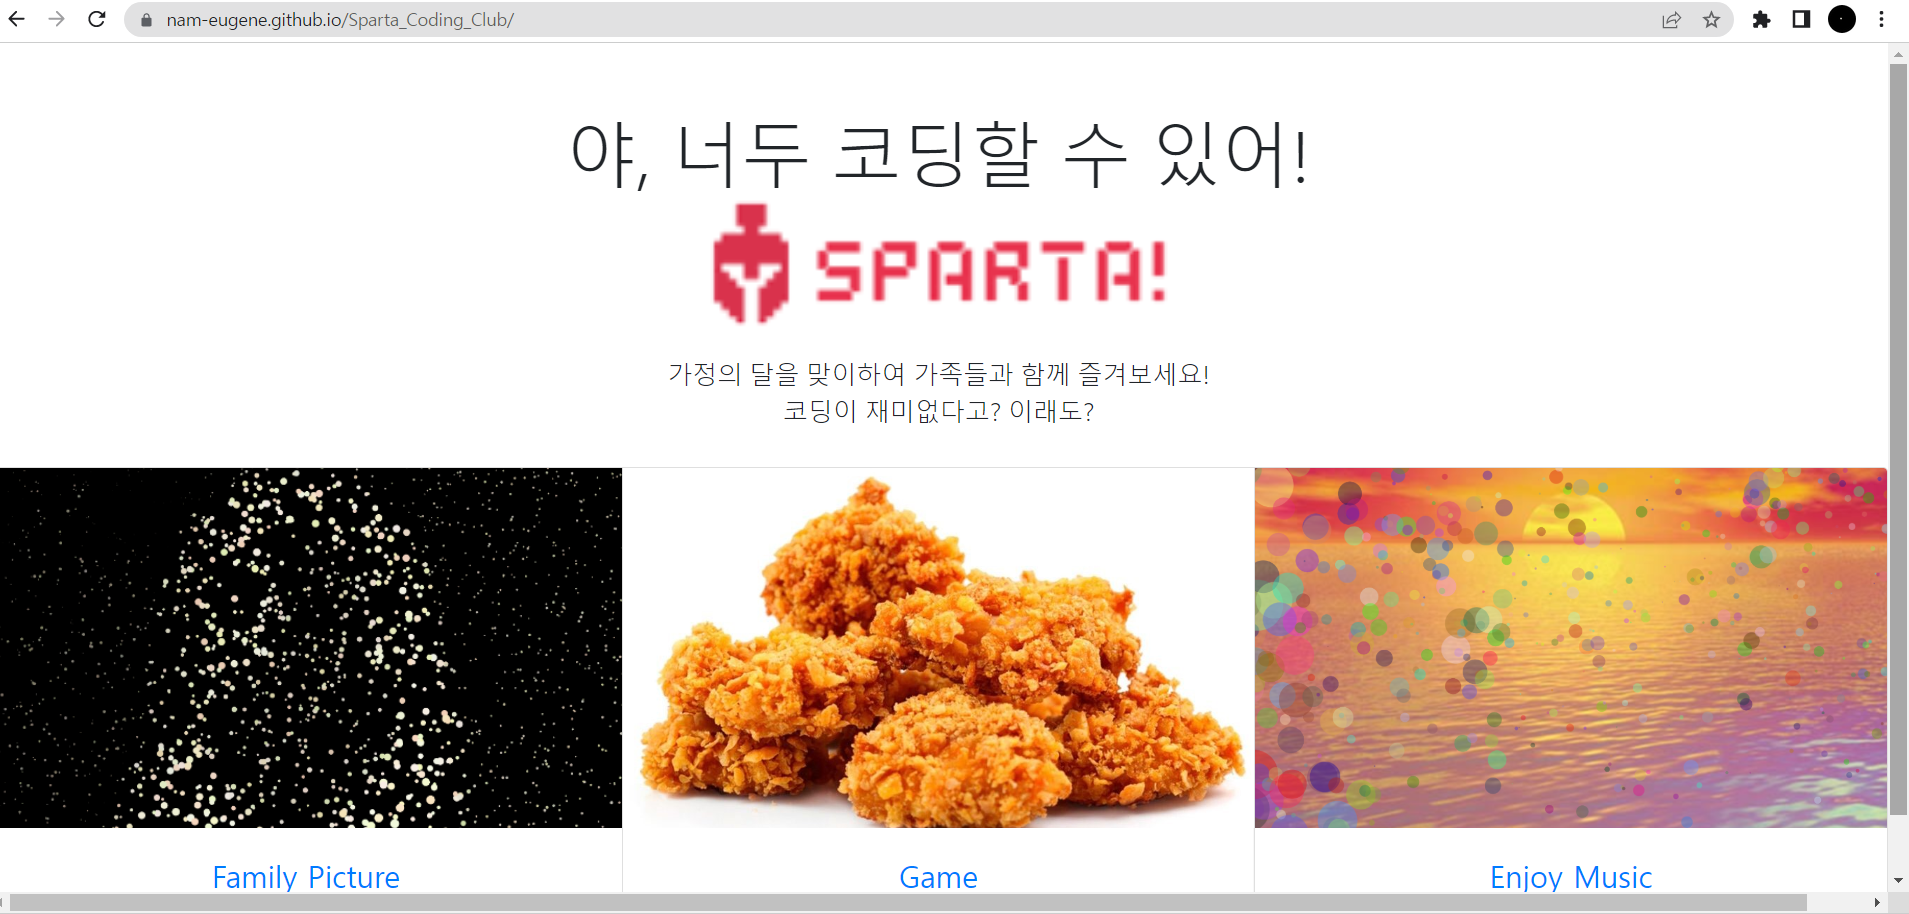 nam-eugene.github.io/Sparta_Coding_Club/
야, 너두 코딩할 수 있어!
SPARTA!
가정의 달을 맞이하여 가족들과 함께 즐겨보세요!
코딩이 재미없다고? 이래도?
Family Picture
Game
Enjoy Music